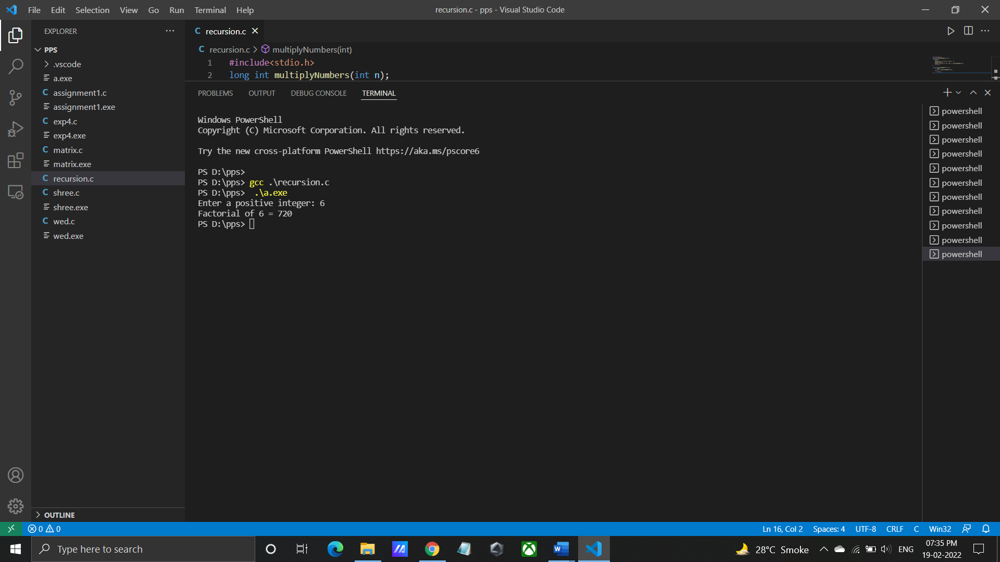 File Edit Selection View Go Run Terminal Help
recursion.c - pps - Visual Studio Code
EXPLORER
PPS
.vscode
a.exe
C assignment1.c
assignment1.exe
C exp4.c
exp4.exe
C matrix.c
matrix.exe
C recursion.c
C shree.c
shree.exe
C wed.c
wed.exe
OUTLINE
C recursion.c
C recursion.c > multiplyNumbers(int)
1 #include<stdio.h>
2 long int multiplyNumbers(int n);
PROBLEMS OUTPUT DEBUG CONSOLE TERMINAL
Windows PowerShell
Copyright (C) Microsoft Corporation. All rights reserved.
Try the new cross-platform PowerShell https://aka.ms/pscore6
PS D:\pps>
PS D:\pps> gcc .\recursion.c
PS D:\pps>  .\a.exe
Enter a positive integer: 6
Factorial of 6 = 720
PS D:\pps>
powershell
powershell
powershell
powershell
powershell
powershell
powershell
powershell
powershell
powershell
powershell
0 0
Ln 16, Col 2 Spaces: 4 UTF-8 CRLF C Win32
Type here to search
28°C Smoke
ENG
07:35 PM
19-02-2022